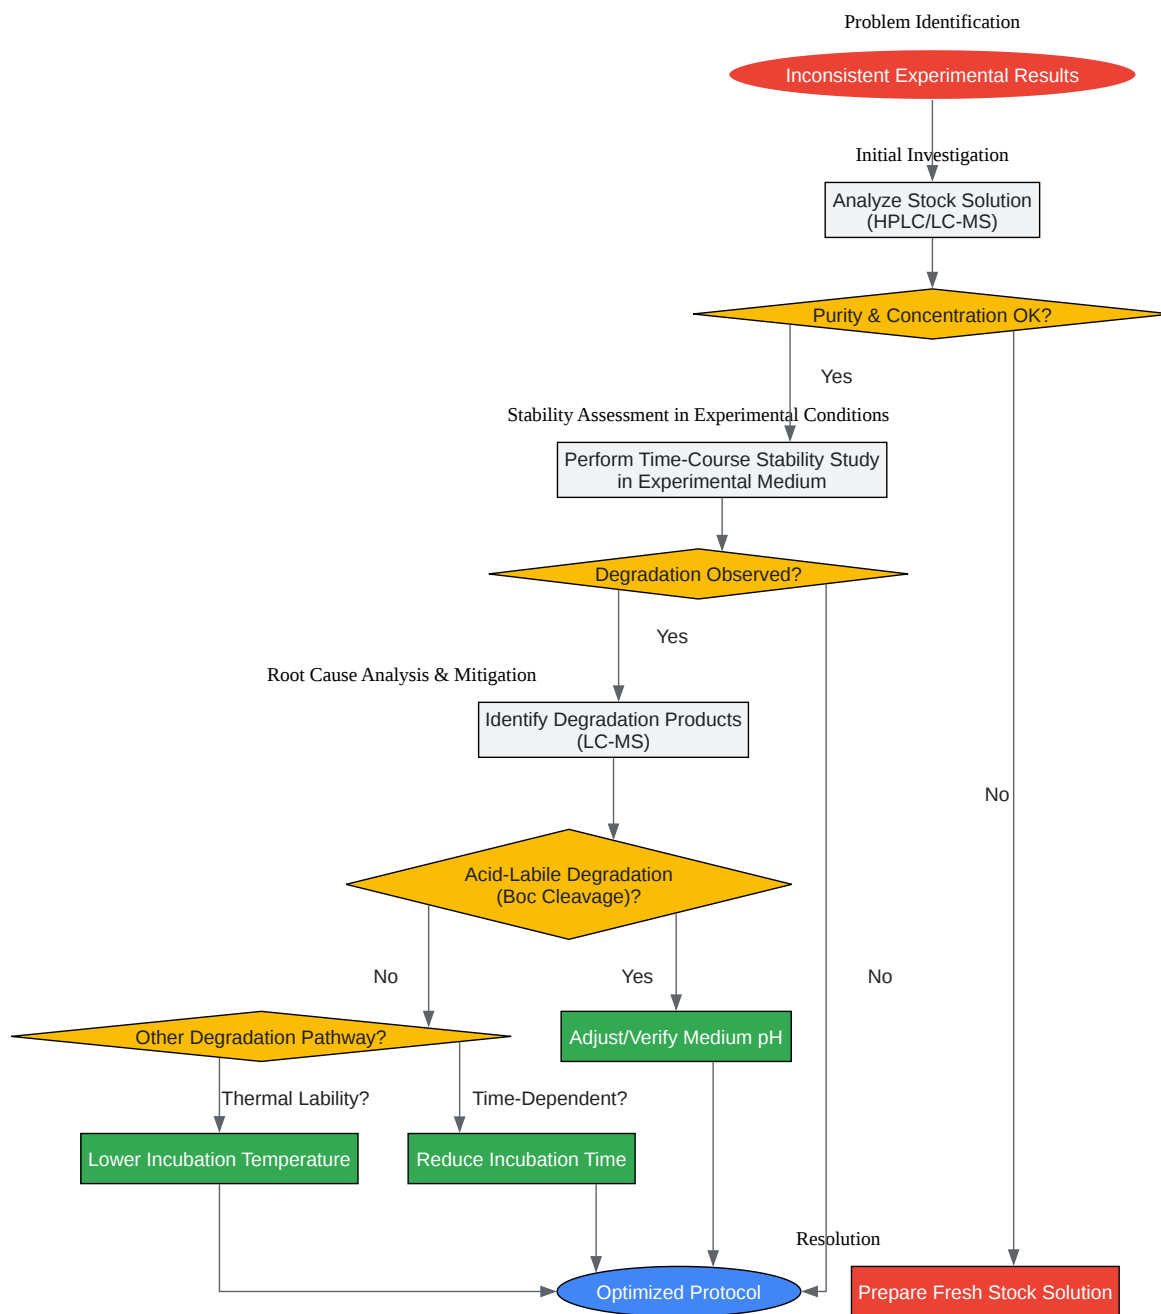 Problem Identification
Inconsistent Experimental Results
Initial Investigation
Analyze Stock Solution
(HPLC/LC-MS)
Purity & Concentration OK?
Yes
Stability Assessment in Experimental Conditions
Perform Time-Course Stability Study
in Experimental Medium
Degradation Observed?
Yes
Root Cause Analysis & Mitigation
Identify Degradation Products
(LC-MS)
No
Acid-Labile Degradation
(Boc Cleavage)?
No
Yes
No
Other Degradation Pathway?
Adjust/Verify Medium pH
Thermal Lability?
Time-Dependent?
Lower Incubation Temperature
Reduce Incubation Time
Resolution
Optimized Protocol
Prepare Fresh Stock Solution